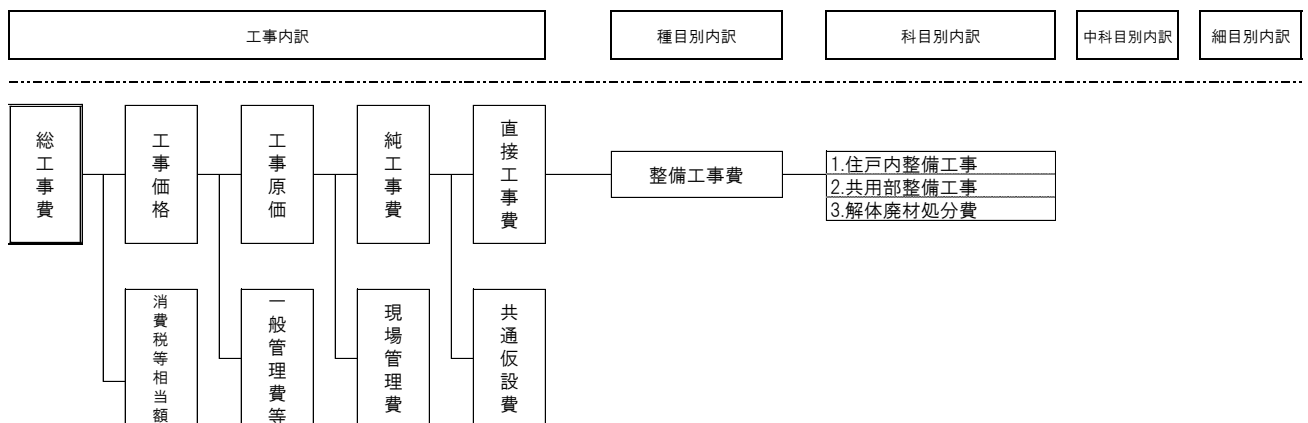 工事内訳
種目別内訳
科目別内訳
中科目別内訳
細目別内訳
総工事費
工事価格
工事原価
純工事費
直接工事費
整備工事費
1.住戸内整備工事
2.共用部整備工事
3.解体廃材処分費
消費税等相当額
一般管理費等
現場管理費
共通仮設費